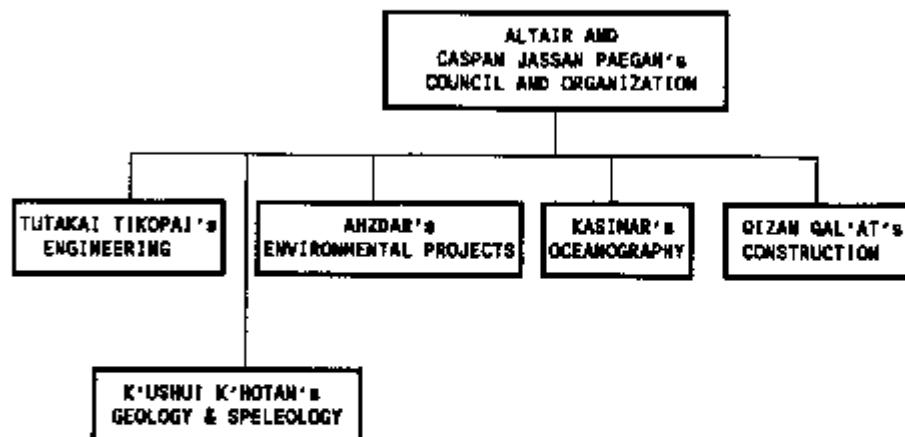 ALTAIR AND
CASPAN JASSAN PAEGAN's
COUNCIL AND ORGANIZATION
TUTAKAI TIKOPAI's
ENGINEERING
AHZDAR's
ENVIRONMENTAL PROJECTS
KASIMAR's
OCEANOGRAPHY
QIZAN QAL'AT's
CONSTRUCTION
K'USHUI K'HOTAN's
GEOLOGY & SPELEOLOGY